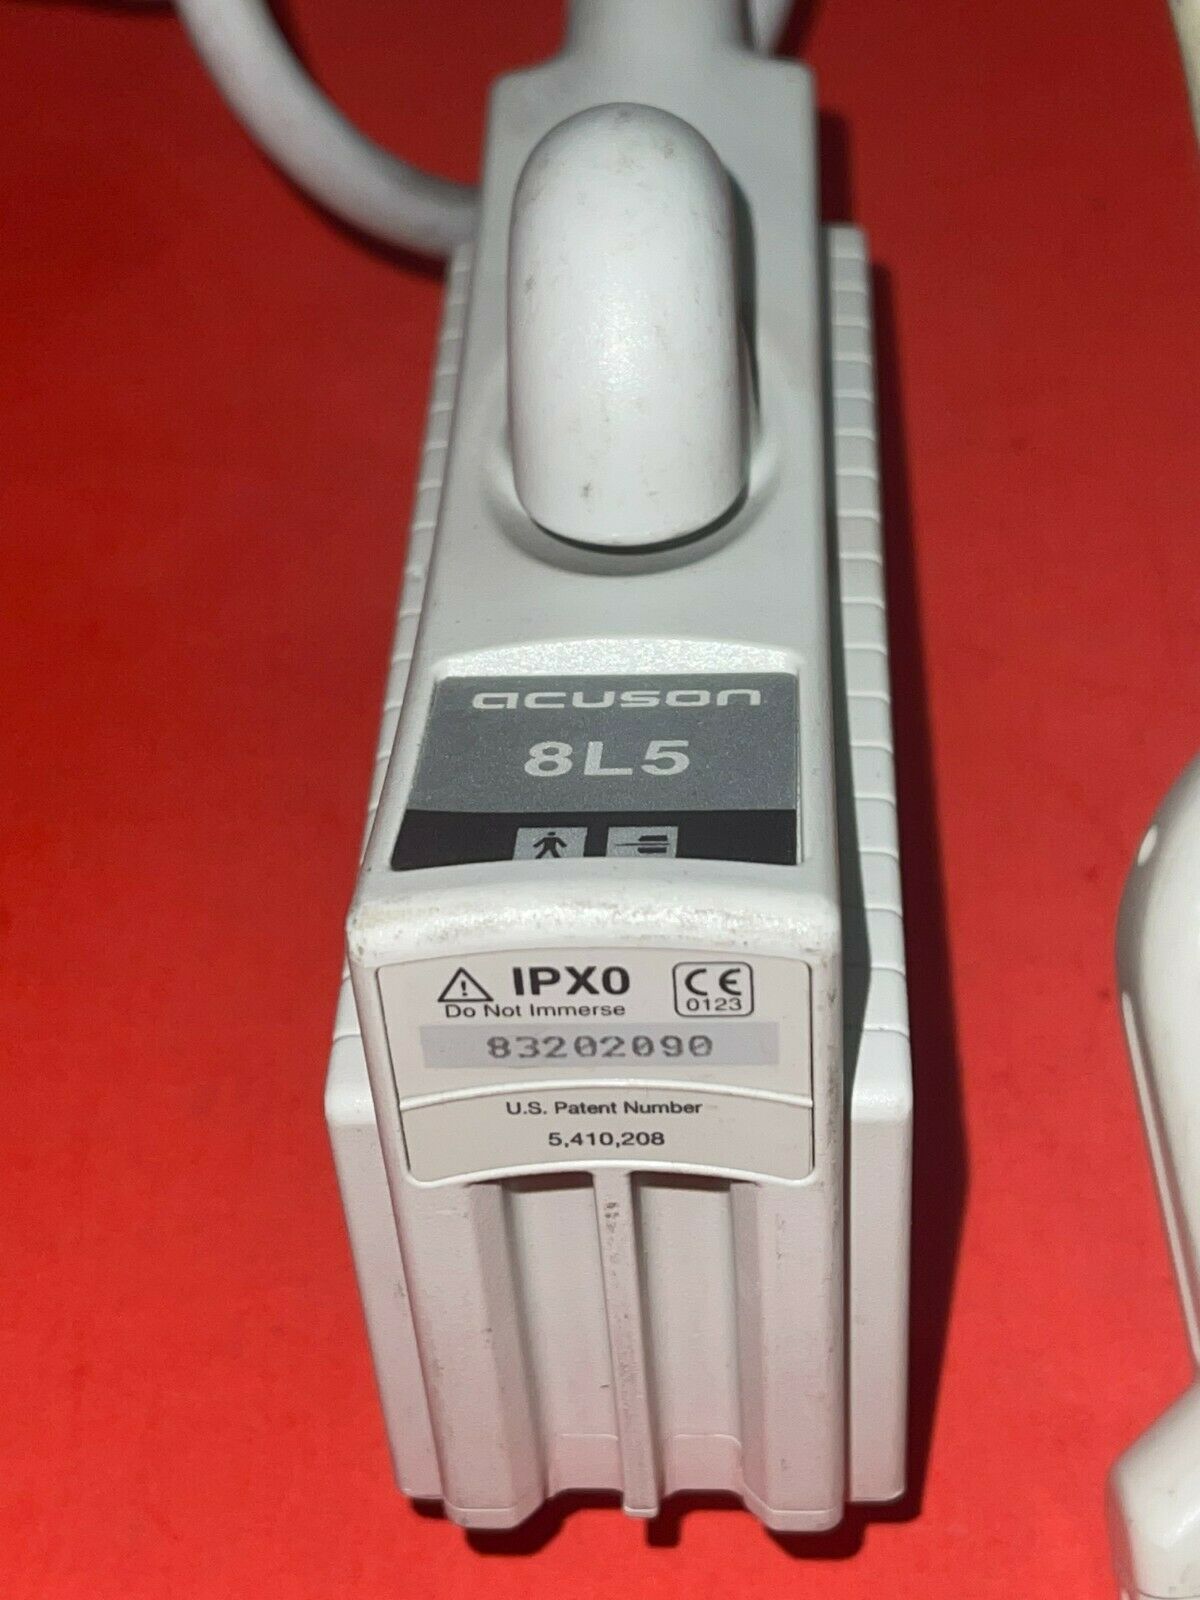 acuson
8L5
IPX0
Do Not Immerse
CE
0123
83202090
U.S. Patent Number
5,410,208